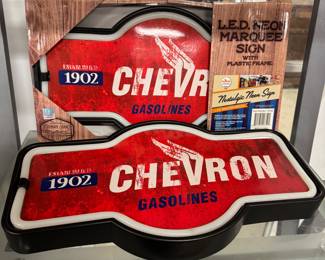 L.E.D. NEON
MARQUEE
SIGN
WITH
PLASTIC FRAME
ESTABLISHED
1902
CHEVRON
GASOLINES
Nostalgic Neon Sign
ESTABLISHED
1902
CHEVRON
GASOLINES